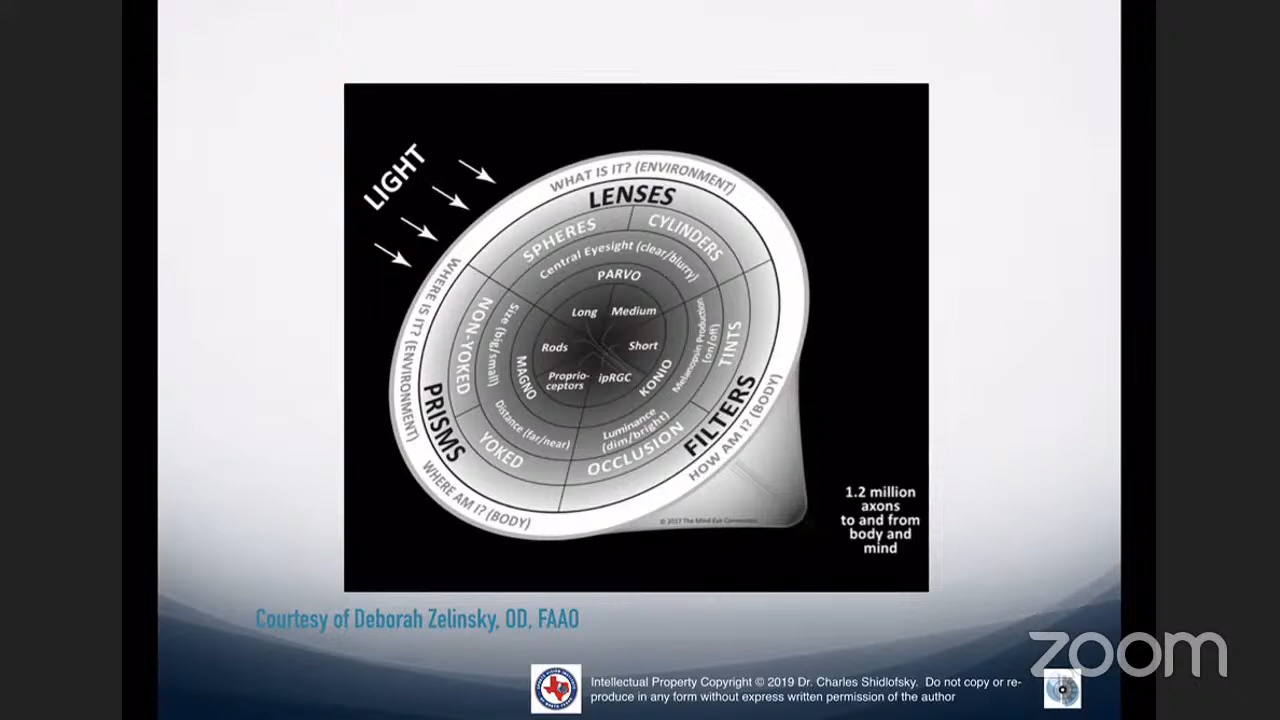 LIGHT
WHAT IS IT? (ENVIRONMENT)
LENSES
SPHERES
CYLINDERS
Central Eyesight (clear/blurry)
PARVO
Long
Medium
WHERE IS IT? (ENVIRONMENT)
NON-YOKED
Size (big/small)
Rods
Short
Melanopsin Production
(on/off)
TINTS
MAGNO
Proprio-
ceptors
ipRGC
KONIO
PRISMS
Distance (far/near)
Luminance
(dim/bright)
FILTERS
YOKED
OCCLUSION
HOW AM I? (BODY)
WHERE AM I? (BODY)
1.2 million
axons
to and from
body and
mind
© 2017 The Mind Eye
Courtesy of Deborah Zelinsky, OD, FAAO
zoom
Intellectual Property Copyright © 2019 Dr. Charles Shidlofsky. Do not copy or re-
produce in any form without express written permission of the author